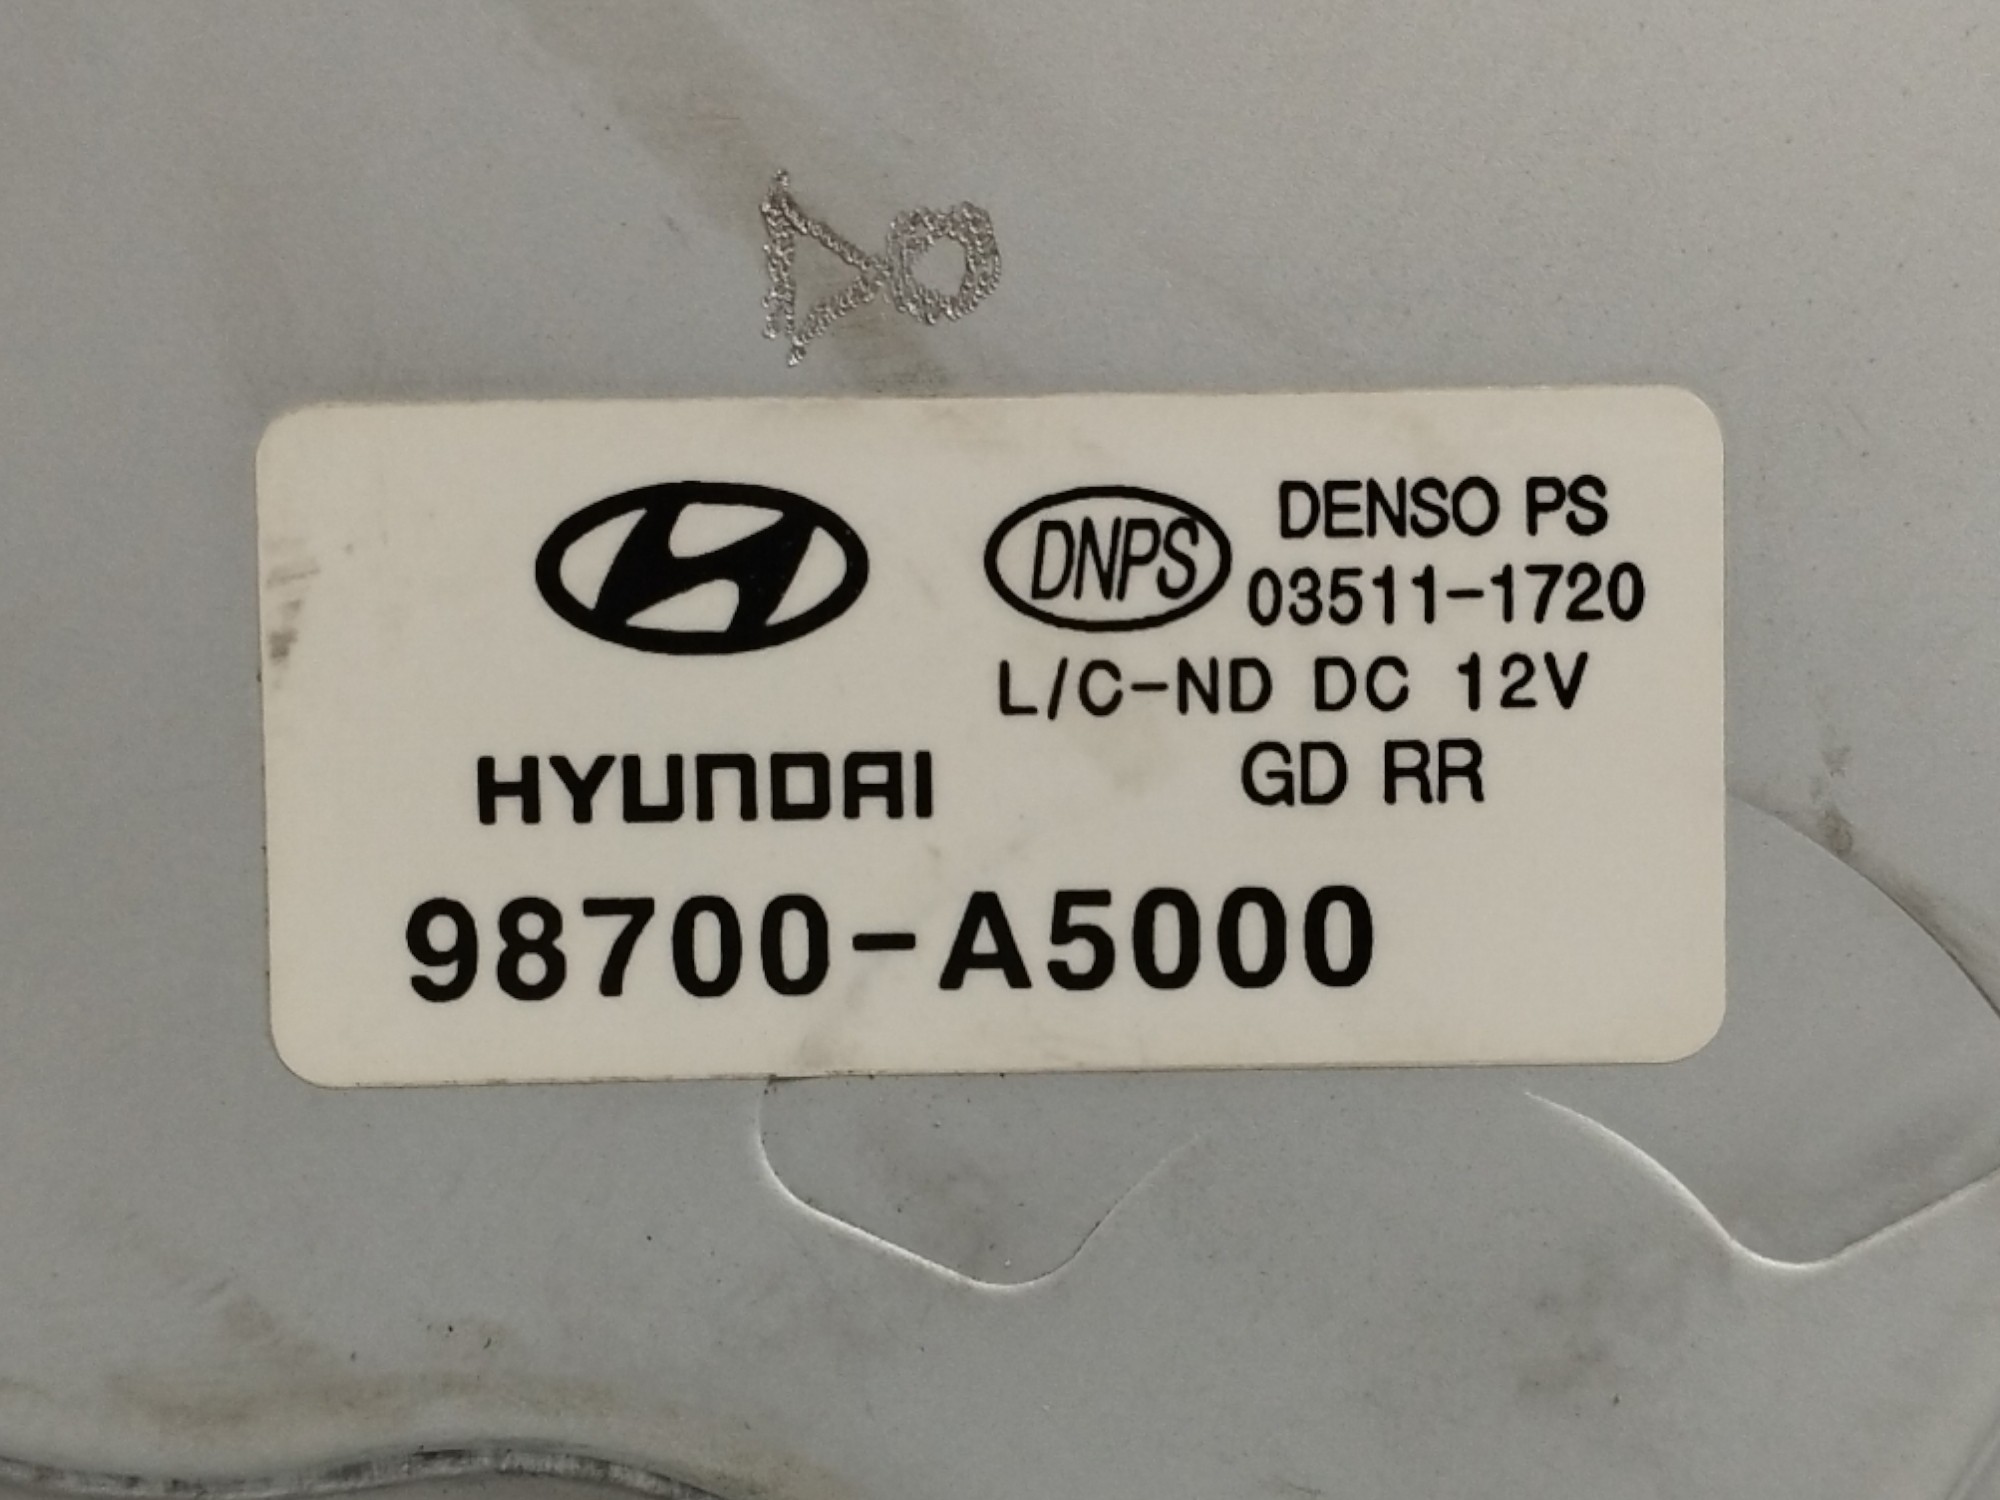 DNPS
DENSO PS
03511-1720
L/C-ND DC 12V
GD RR
HYUNDAI
98700-A5000